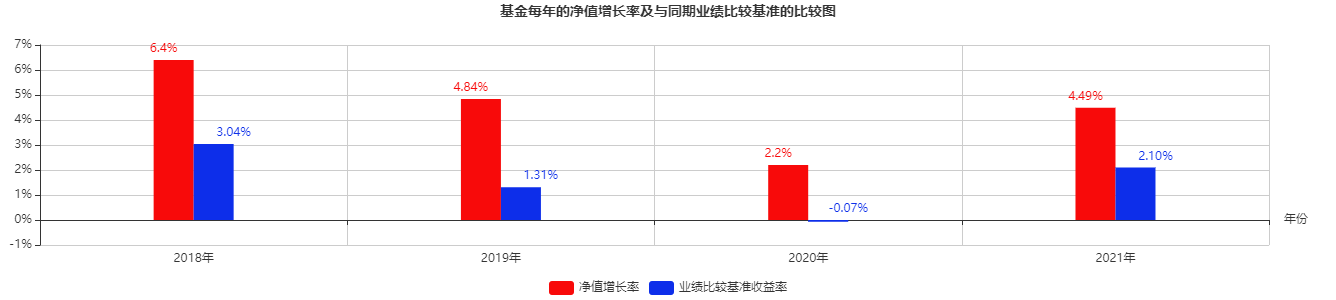 基金每年的净值增长率及与同期业绩比较基准的比较图
7%
6%
5%
4%
3%
2%
1%
0%
-1%
6.4%
3.04%
4.84%
1.31%
2.2%
-0.07%
4.49%
2.10%
年份
2018年
2019年
2020年
2021年
净值增长率
业绩比较基准收益率